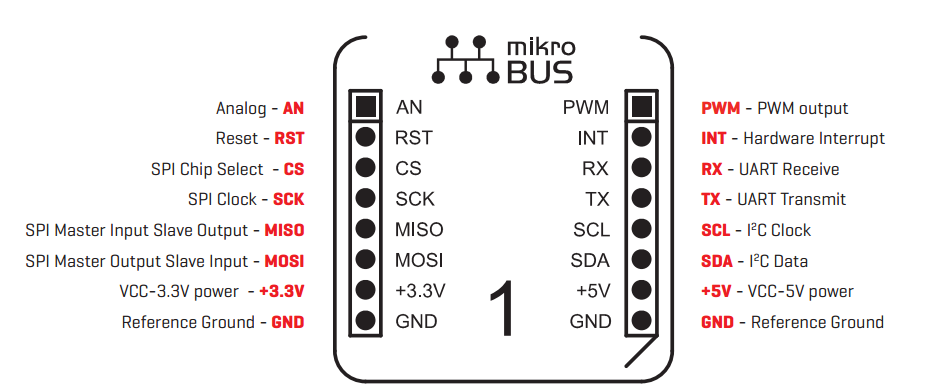 mikro
BUS
Analog - AN
AN
PWM
PWM - PWM output
Reset - RST
RST
INT
INT - Hardware Interrupt
SPI Chip Select - CS
CS
RX
RX - UART Receive
SPI Clock - SCK
SCK
TX
TX - UART Transmit
SPI Master Input Slave Output - MISO
MISO
SCL
SCL - I²C Clock
SPI Master Output Slave Input - MOSI
MOSI
SDA
SDA - I²C Data
VCC-3.3V power - +3.3V
+3.3V
+5V
+5V - VCC-5V power
Reference Ground - GND
GND
1
GND
GND - Reference Ground